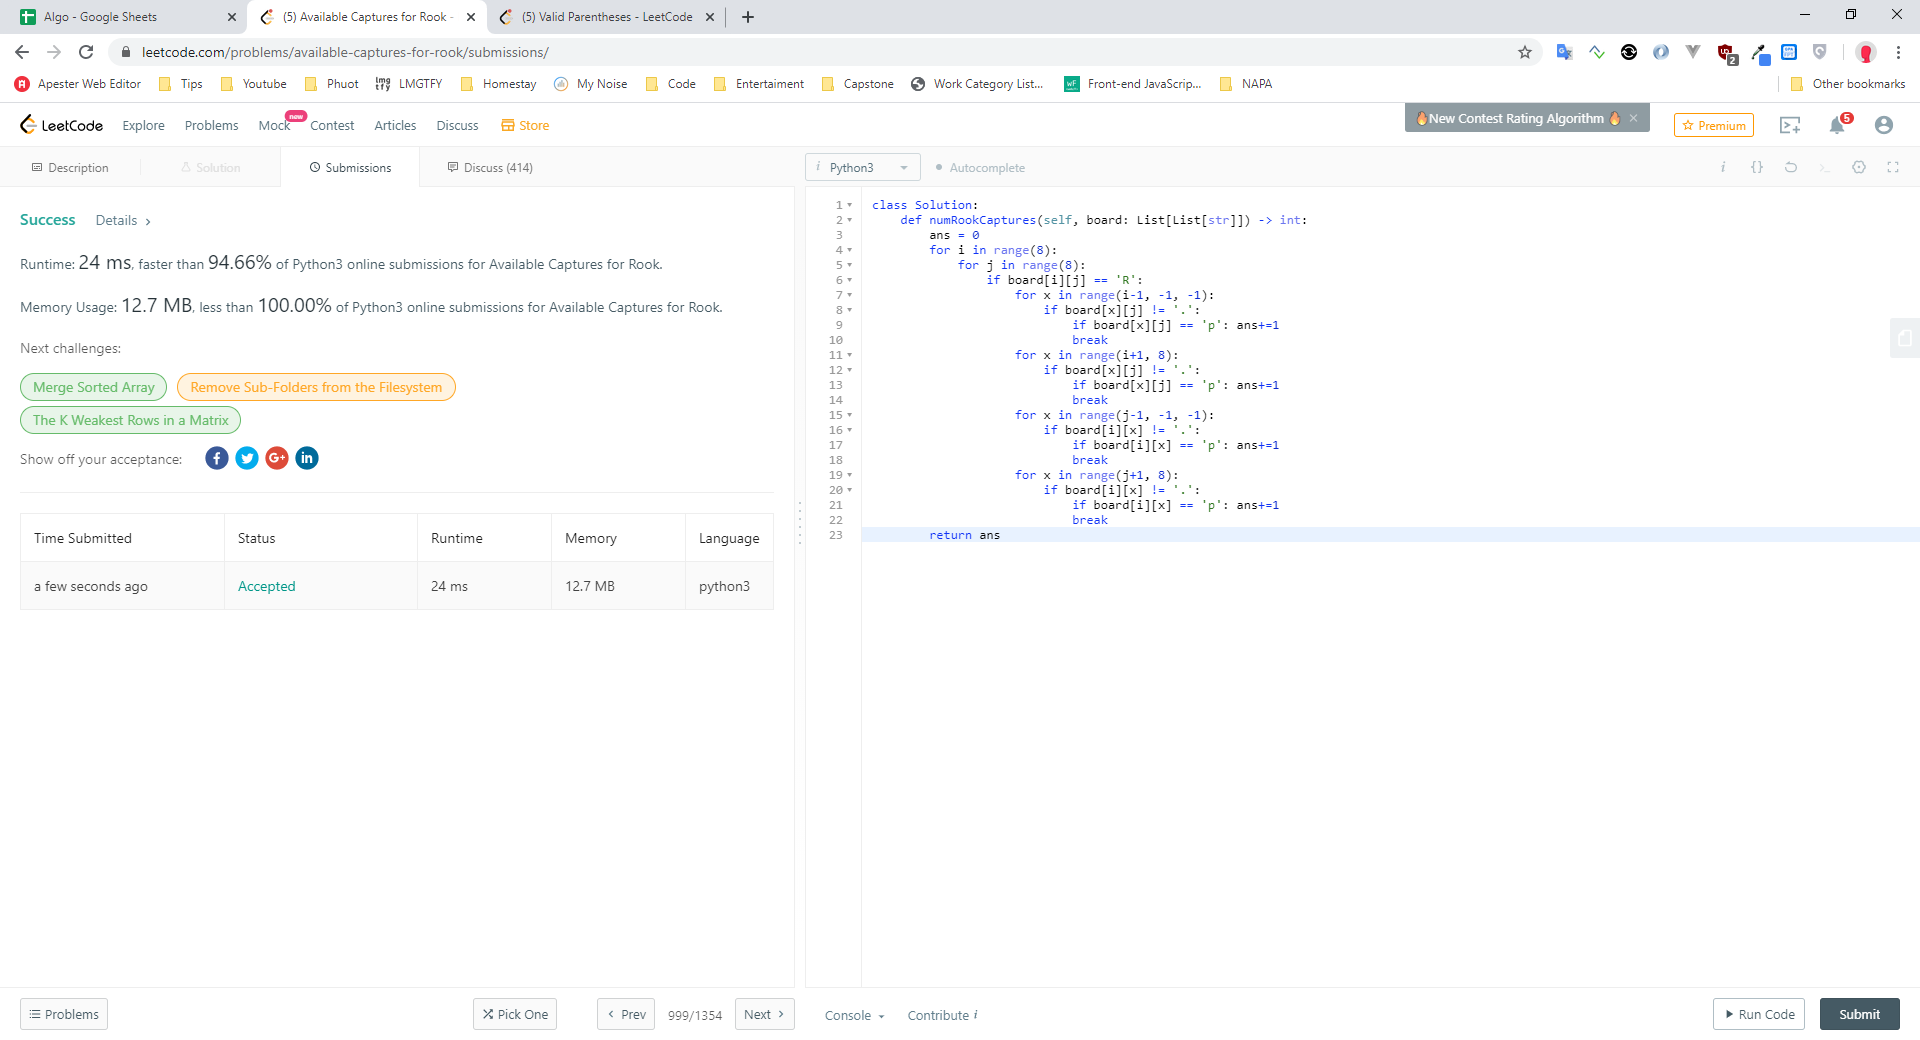 Algo - Google Sheets
(5) Available Captures for Rook -
(5) Valid Parentheses - LeetCode
leetcode.com/problems/available-captures-for-rook/submissions/
2
Apester Web Editor
Tips
Youtube
Phuot
LMGTFY
Homestay
My Noise
Code
Entertaiment
Capstone
Work Category List...
Front-end JavaScrip...
NAPA
Other bookmarks
LeetCode
Explore
Problems
Mock
new
Contest
Articles
Discuss
Store
New Contest Rating Algorithm
Premium
5
Description
Solution
Submissions
Discuss (414)
i Python3
Autocomplete
Success
Details
Runtime: 24 ms, faster than 94.66% of Python3 online submissions for Available Captures for Rook.
Memory Usage: 12.7 MB, less than 100.00% of Python3 online submissions for Available Captures for Rook.
Next challenges:
Merge Sorted Array
Remove Sub-Folders from the Filesystem
The K Weakest Rows in a Matrix
Show off your acceptance:
Time Submitted Status Runtime Memory Language
a few seconds ago Accepted 24 ms 12.7 MB python3
1 class Solution:
2     def numRookCaptures(self, board: List[List[str]]) -> int:
3         ans = 0
4         for i in range(8):
5             for j in range(8):
6                 if board[i][j] == 'R':
7                     for x in range(i-1, -1, -1):
8                         if board[x][j] != '.':
9                             if board[x][j] == 'p': ans+=1
10                             break
11                     for x in range(i+1, 8):
12                         if board[x][j] != '.':
13                             if board[x][j] == 'p': ans+=1
14                             break
15                     for x in range(j-1, -1, -1):
16                         if board[i][x] != '.':
17                             if board[i][x] == 'p': ans+=1
18                             break
19                     for x in range(j+1, 8):
20                         if board[i][x] != '.':
21                             if board[i][x] == 'p': ans+=1
22                             break
23         return ans
Problems
Pick One
Prev
999/1354
Next
Console
Contribute i
Run Code
Submit